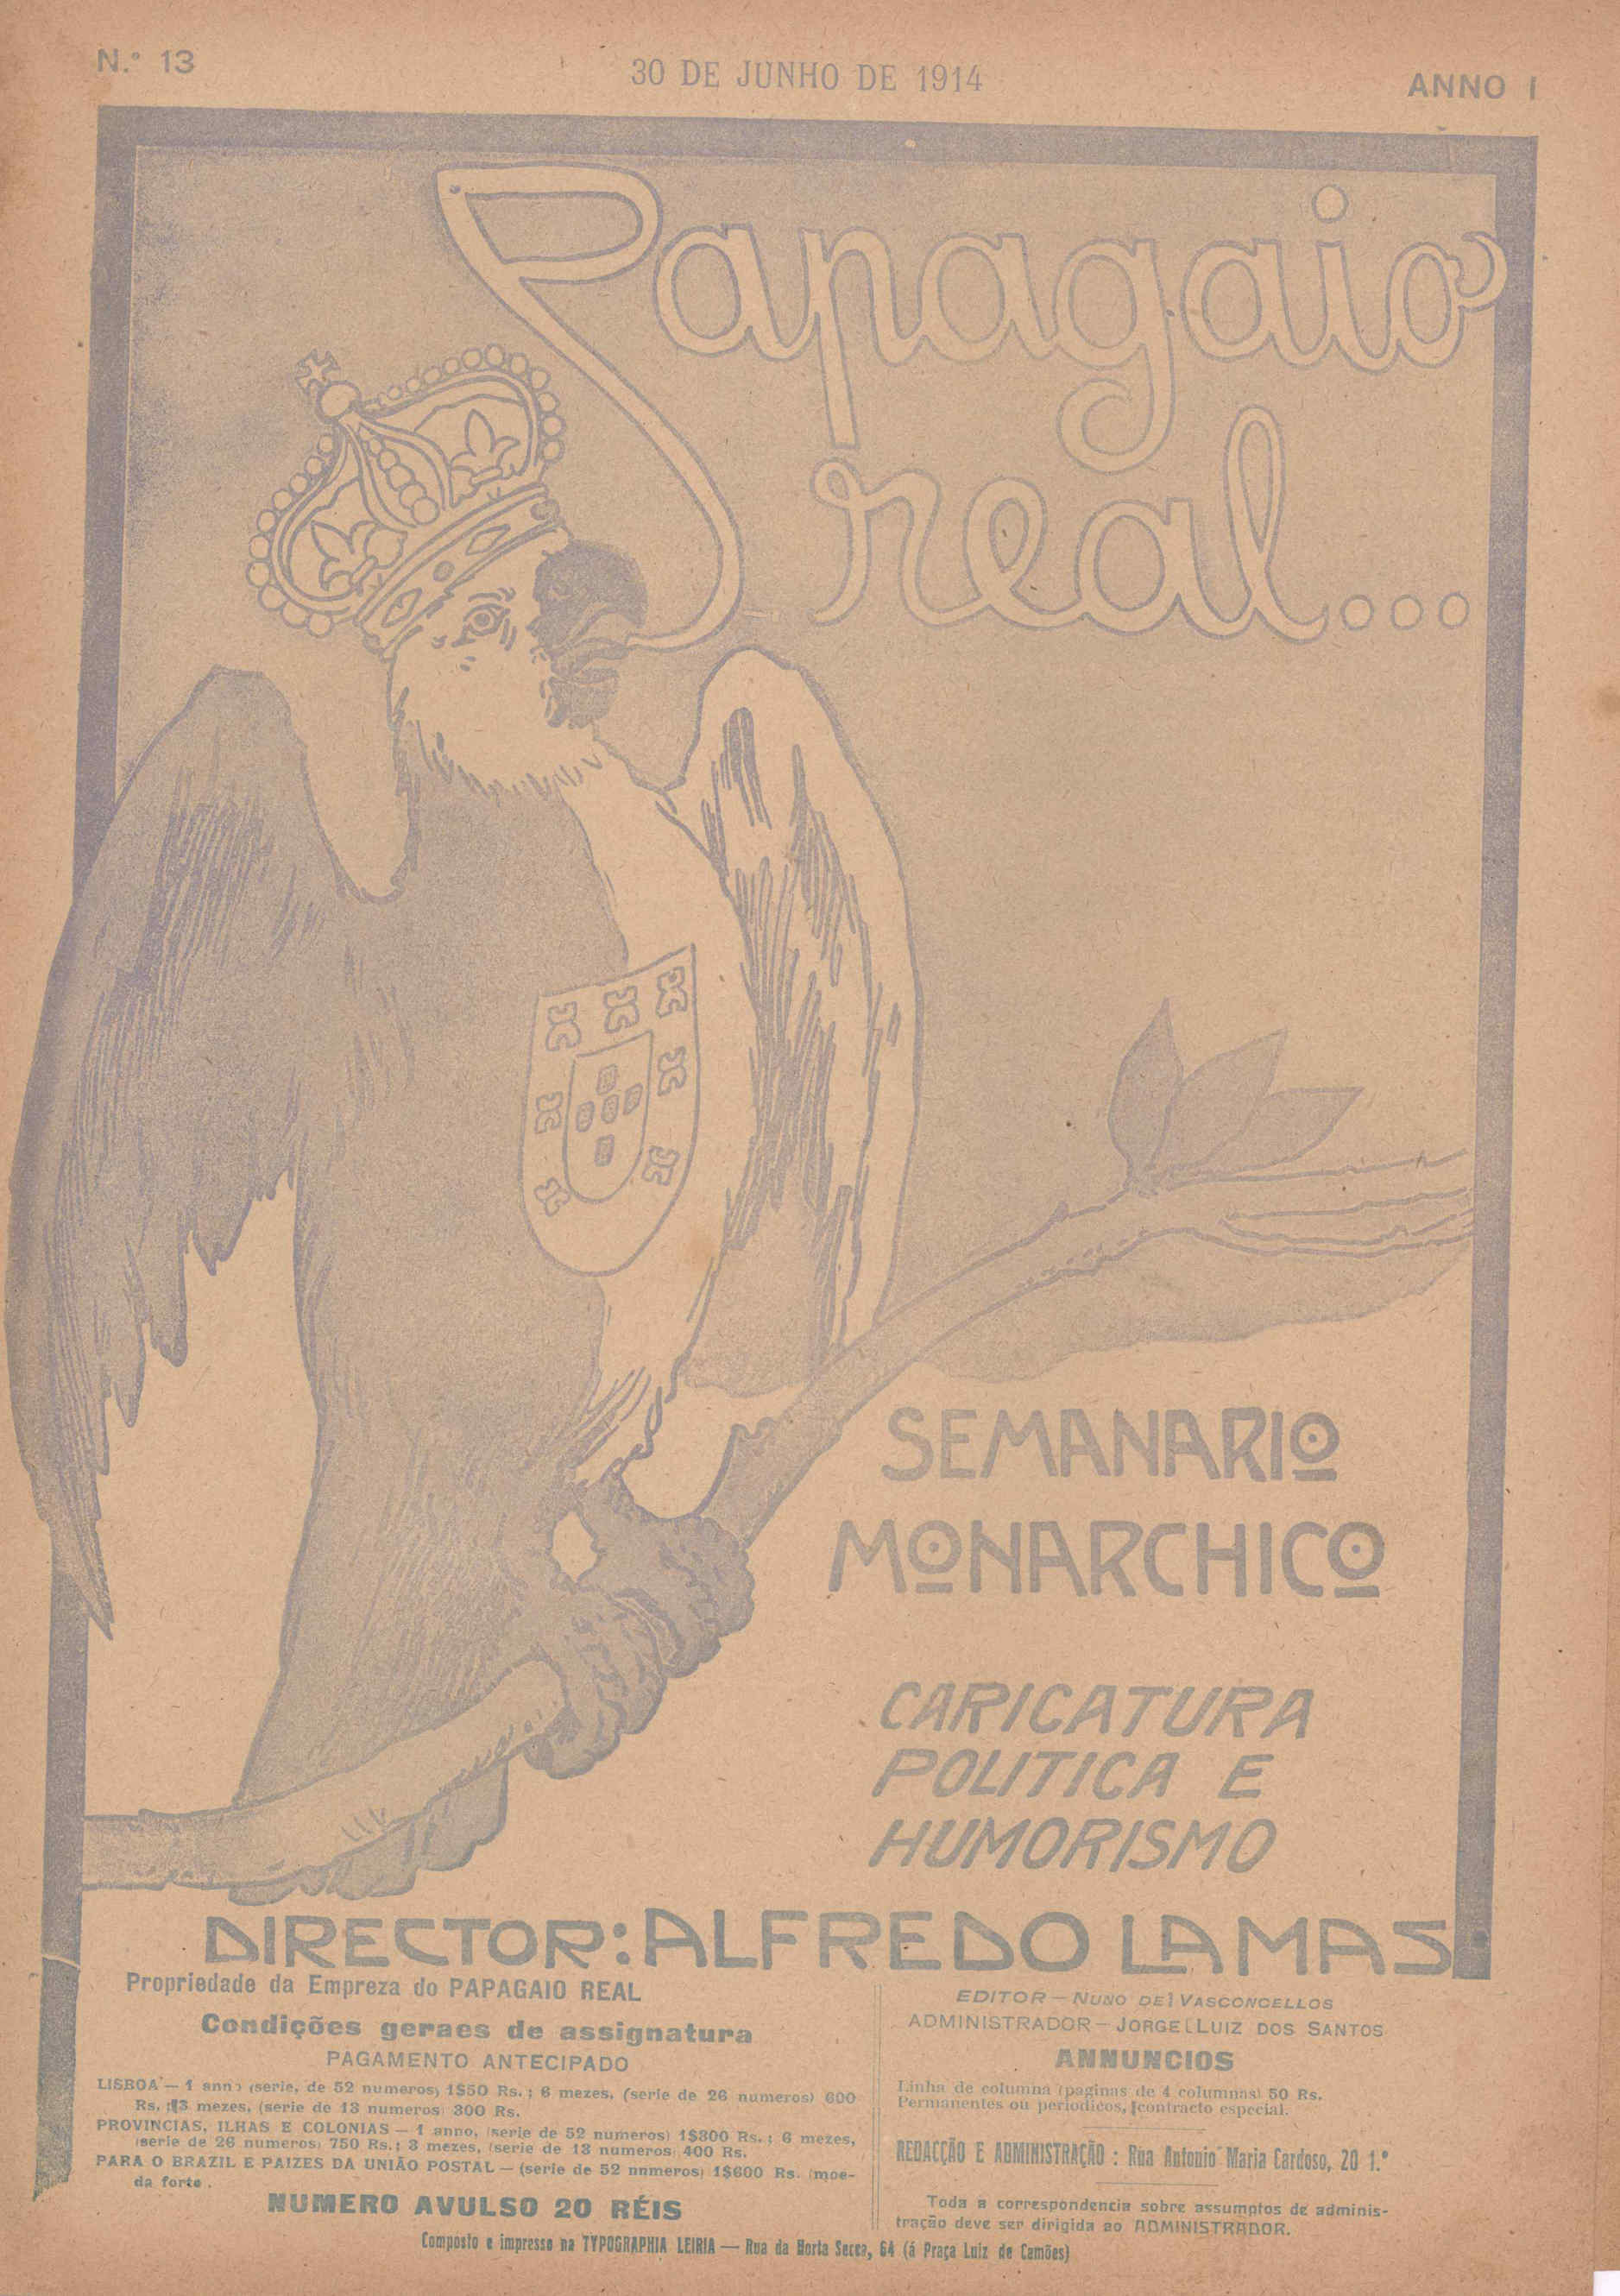 N.º 13
30 DE JUNHO DE 1914
ANNO I
Papagaio
real...
SEMANARIO
MONARCHICO
CARICATURA
POLITICA E
HUMORISMO
DIRECTOR: ALFREDO LAMAS
Propriedade da Empreza do PAPAGAIO REAL
Condições geraes de assignatura
PAGAMENTO ANTECIPADO
LISBOA — 1 anno (serie, de 52 numeros) 1$50 Rs.; 6 mezes, (serie de 26 numeros) 600
Rs.; 3 mezes, (serie de 13 numeros) 300 Rs.
PROVINCIAS, ILHAS E COLONIAS — 1 anno, (serie de 52 numeros) 1$300 Rs.; 6 mezes,
(serie de 26 numeros) 750 Rs.; 3 mezes, (serie de 13 numeros) 400 Rs.
PARA O BRAZIL E PAIZES DA UNIÃO POSTAL — (serie de 52 nnmeros) 1$600 Rs. (moe-
da forte.
NUMERO AVULSO 20 RÉIS
EDITOR — NUNO DE VASCONCELLOS
ADMINISTRADOR — JORGE LUIZ DOS SANTOS
ANNUNCIOS
Linha de columna (paginas de 4 columnas) 50 Rs.
Permanentes ou periodicos, contracto especial.
REDACÇÃO E ADMINISTRAÇÃO : Rua Antonio Maria Cardoso, 20 1.º
Toda a correspondencia sobre assumptos de adminis-
tração deve ser dirigida ao ADMINISTRADOR.
Composto e impresso na TYPOGRAPHIA LEIRIA — Rua da Horta Secca, 64 (á Praça Luiz de Camões)